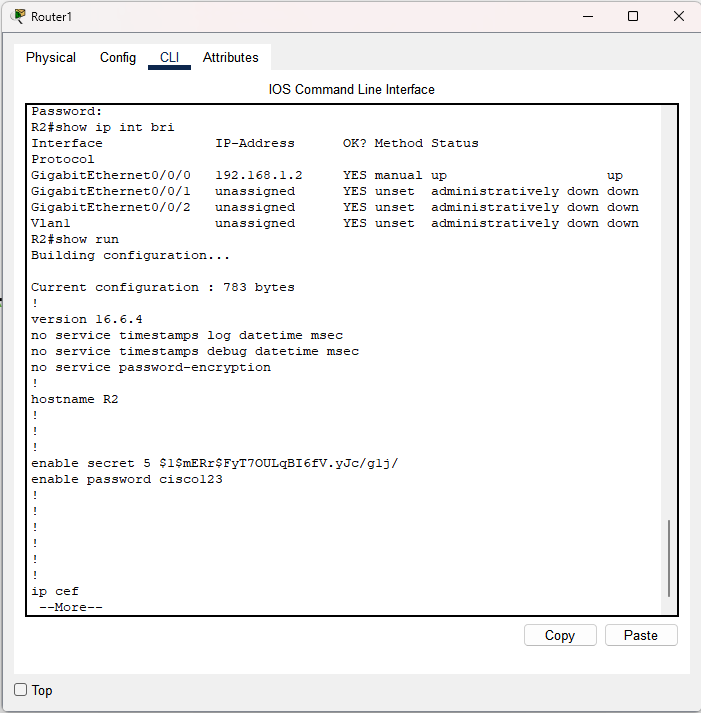 Router1
Physical Config CLI Attributes
IOS Command Line Interface
Password:
R2#show ip int bri
Interface IP-Address OK? Method Status
Protocol
GigabitEthernet0/0/0 192.168.1.2 YES manual up up
GigabitEthernet0/0/1 unassigned YES unset administratively down down
GigabitEthernet0/0/2 unassigned YES unset administratively down down
Vlan1 unassigned YES unset administratively down down
R2#show run
Building configuration...
Current configuration : 783 bytes
!
version 16.6.4
no service timestamps log datetime msec
no service timestamps debug datetime msec
no service password-encryption
!
hostname R2
!
!
!
enable secret 5 $1$mERr$FyT7OULqBI6fV.yJc/g1j/
enable password cisco123
!
!
!
!
!
!
ip cef
--More--
Copy Paste
Top